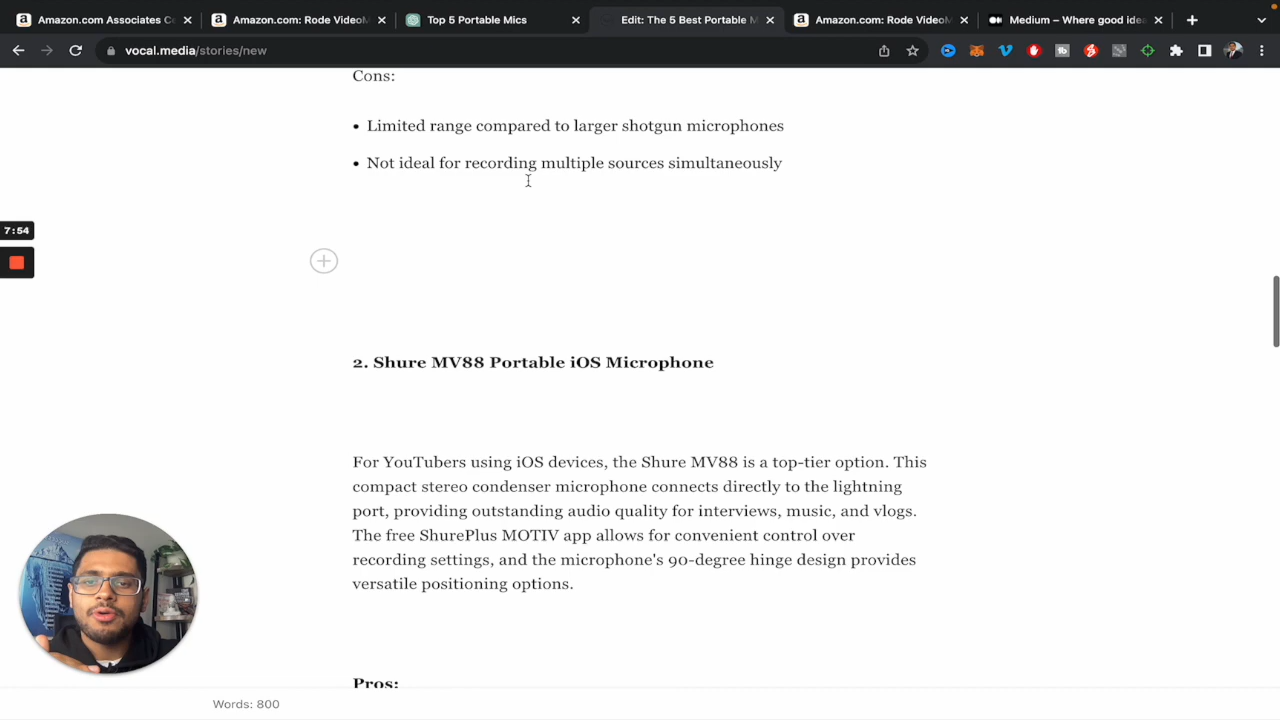 Amazon.com Associates Ce
Amazon.com: Rode VideoM
Top 5 Portable Mics
Edit: The 5 Best Portable M
Amazon.com: Rode VideoM
Medium – Where good idea
vocal.media/stories/new
Cons:
• Limited range compared to larger shotgun microphones
• Not ideal for recording multiple sources simultaneously
7:54
2. Shure MV88 Portable iOS Microphone
For YouTubers using iOS devices, the Shure MV88 is a top-tier option. This
compact stereo condenser microphone connects directly to the lightning
port, providing outstanding audio quality for interviews, music, and vlogs.
The free ShurePlus MOTIV app allows for convenient control over
recording settings, and the microphone's 90-degree hinge design provides
versatile positioning options.
Pros:
Words: 800